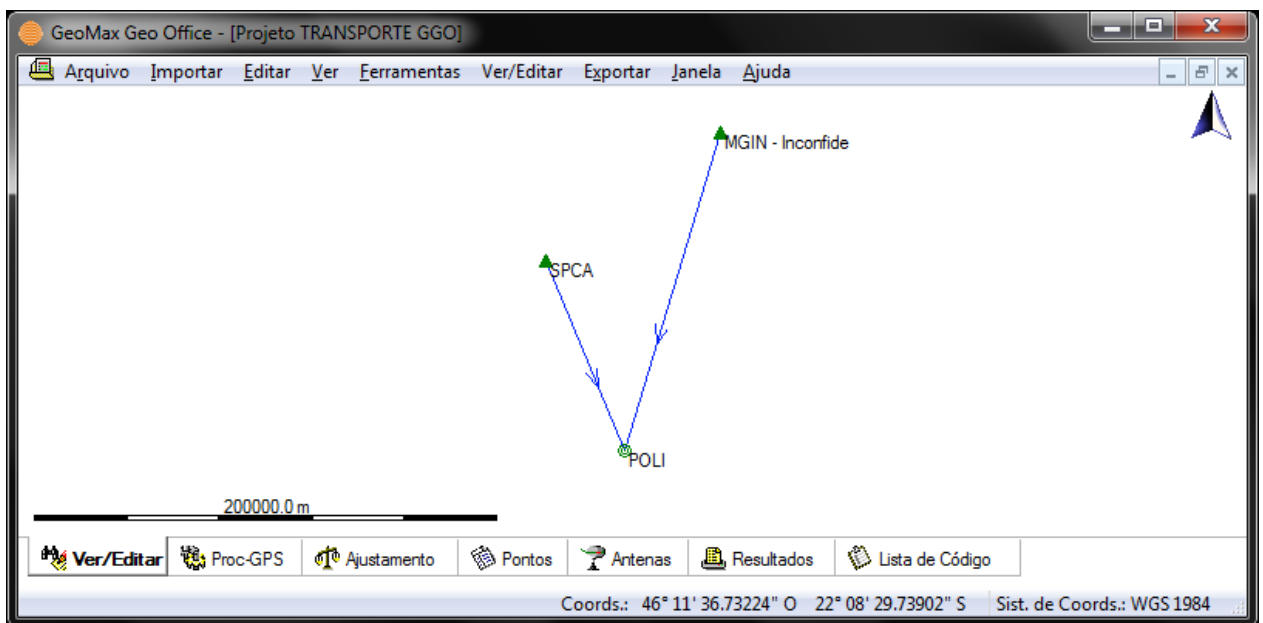 GeoMax Geo Office - [Projeto TRANSPORTE GGO]
Arquivo Importar Editar Ver Ferramentas Ver/Editar Exportar Janela Ajuda
MGIN - Inconfide
SPCA
POLI
200000.0 m
Ver/Editar Proc-GPS Ajustamento Pontos Antenas Resultados Lista de Código
Coords.: 46° 11' 36.73224" O 22° 08' 29.73902" S Sist. de Coords.: WGS 1984